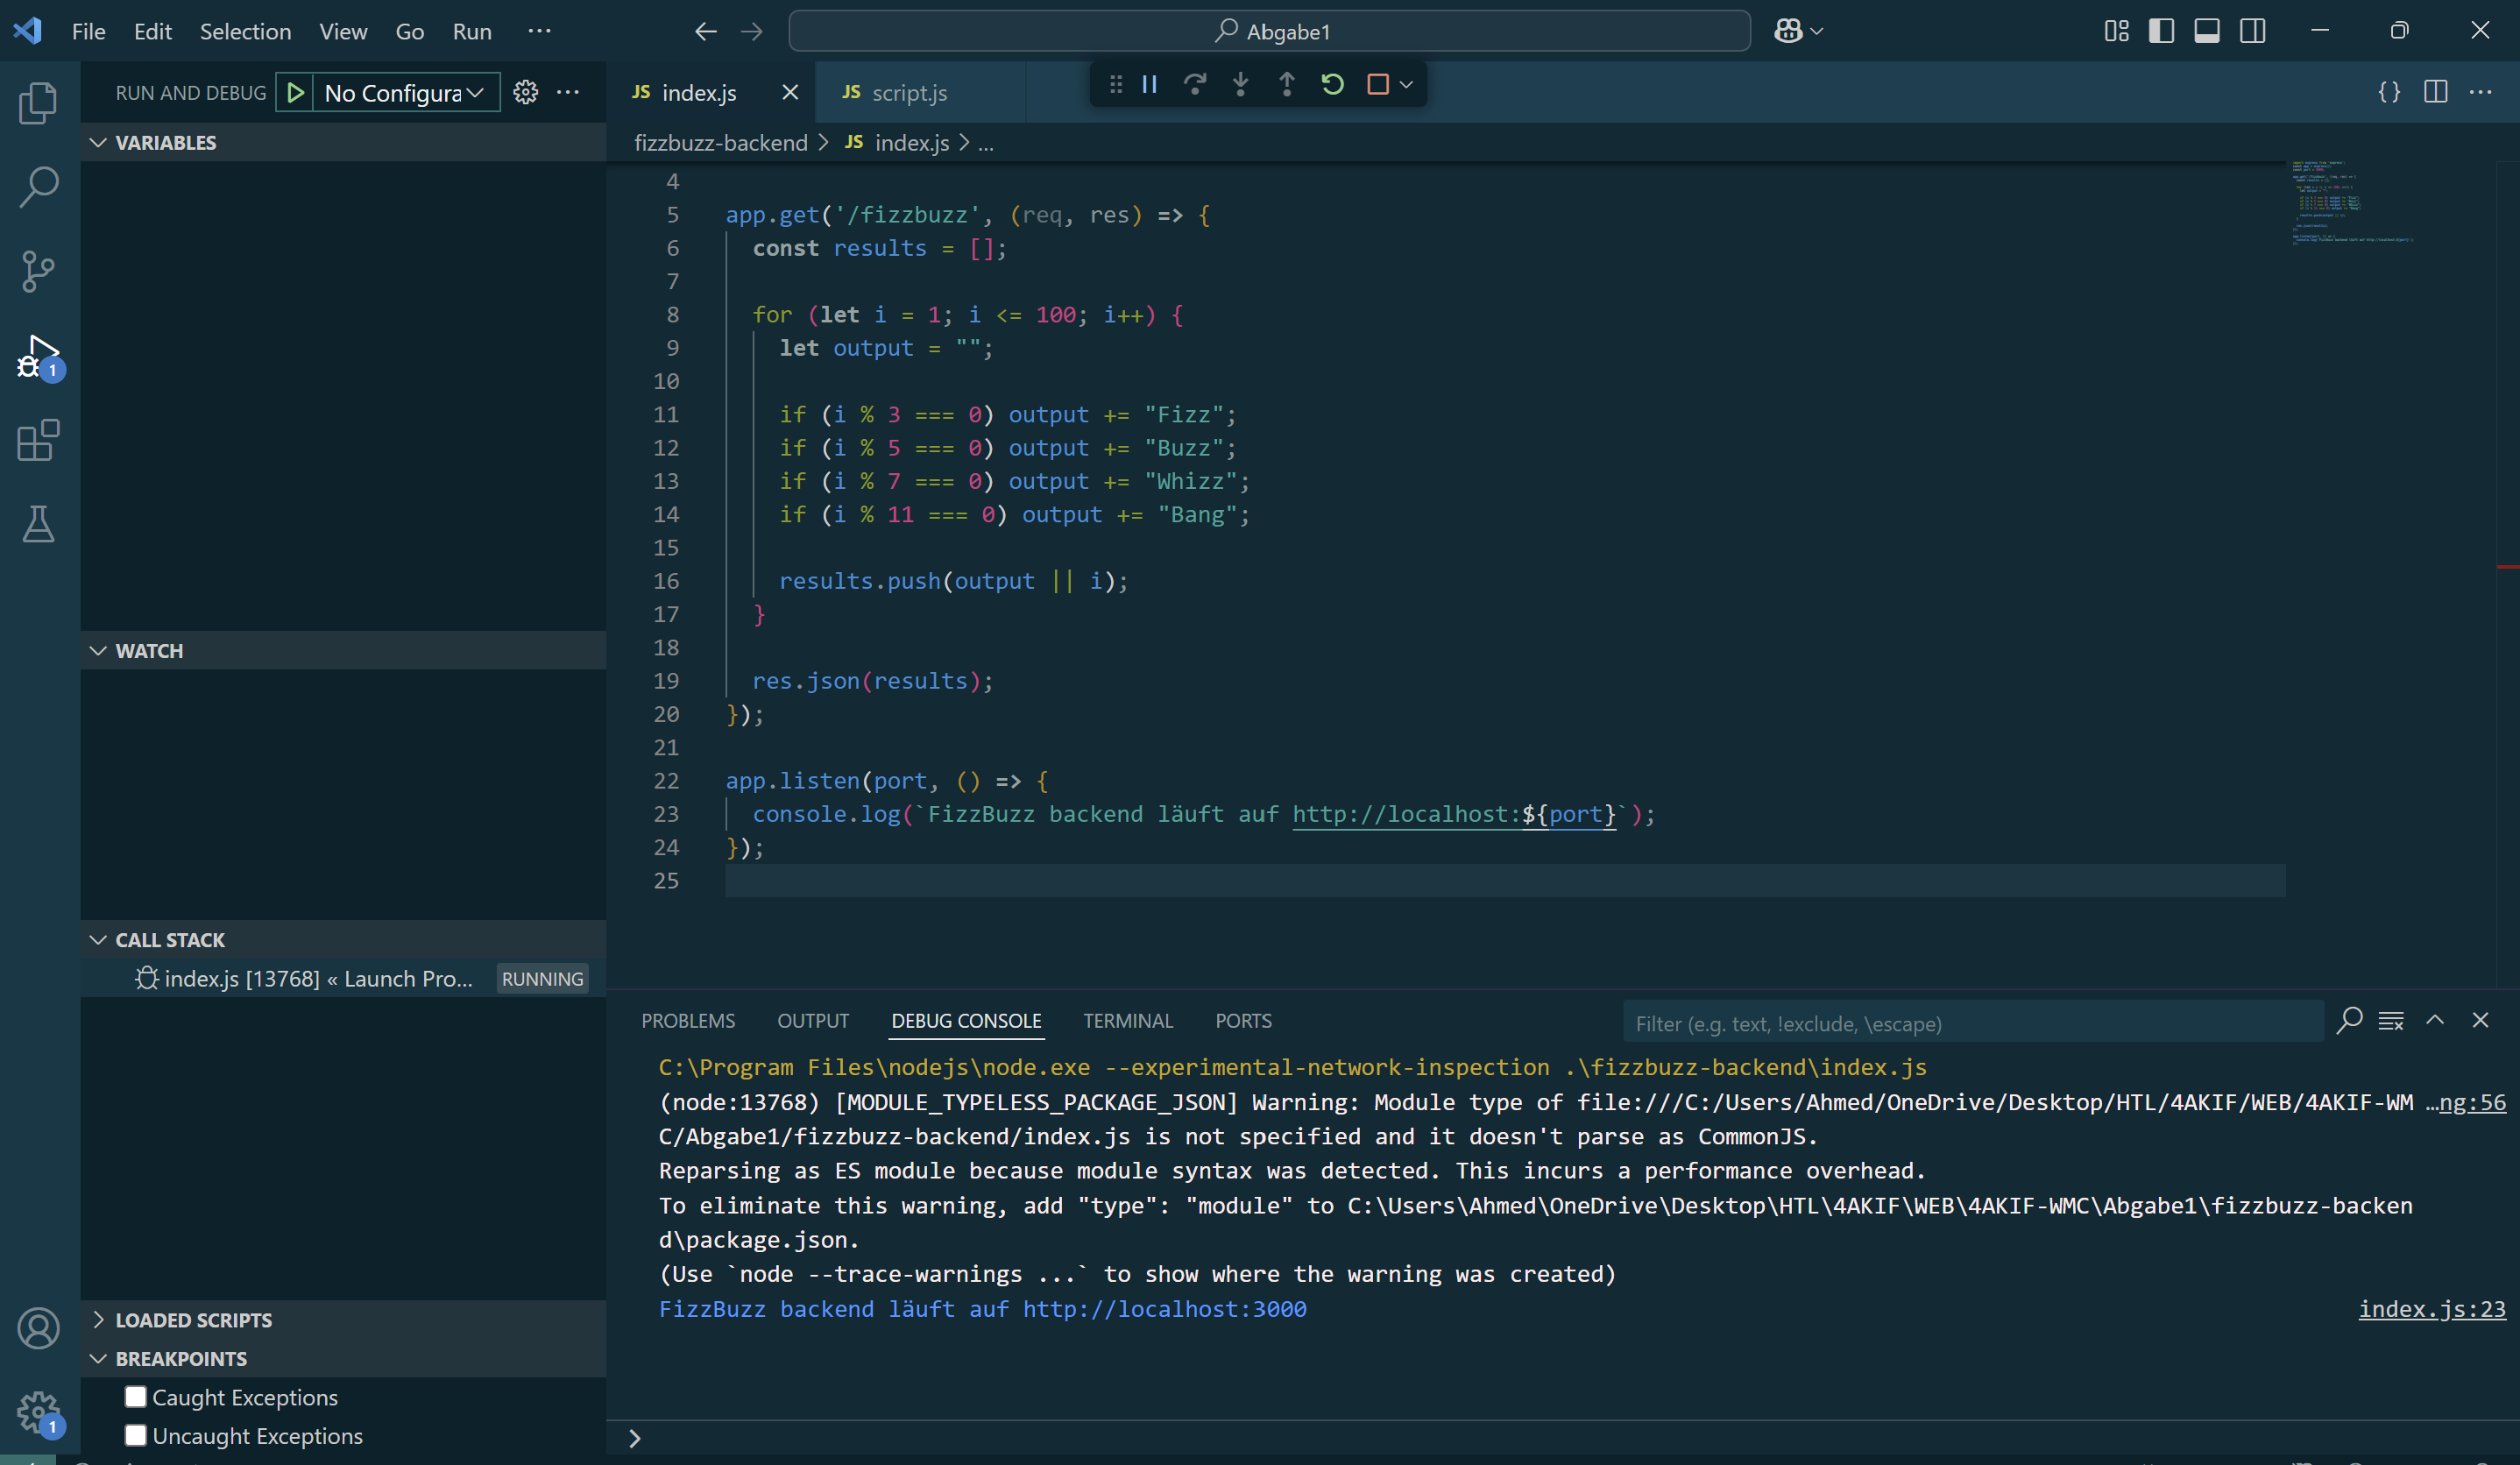 File Edit Selection View Go Run ···
Abgabe1
RUN AND DEBUG No Configura
JS index.js
JS script.js
fizzbuzz-backend > JS index.js > ...
VARIABLES
4
5 app.get('/fizzbuzz', (req, res) => {
6 const results = [];
7
8 for (let i = 1; i <= 100; i++) {
9 let output = "";
10
11 if (i % 3 === 0) output += "Fizz";
12 if (i % 5 === 0) output += "Buzz";
13 if (i % 7 === 0) output += "Whizz";
14 if (i % 11 === 0) output += "Bang";
15
16 results.push(output || i);
17 }
18
19 res.json(results);
20 });
21
22 app.listen(port, () => {
23 console.log(`FizzBuzz backend läuft auf http://localhost:${port}`);
24 });
25
WATCH
CALL STACK
index.js [13768] « Launch Pro... RUNNING
LOADED SCRIPTS
BREAKPOINTS
Caught Exceptions
Uncaught Exceptions
1
1
PROBLEMS OUTPUT DEBUG CONSOLE TERMINAL PORTS
Filter (e.g. text, !exclude, \escape)
C:\Program Files\nodejs\node.exe --experimental-network-inspection .\fizzbuzz-backend\index.js
(node:13768) [MODULE_TYPELESS_PACKAGE_JSON] Warning: Module type of file:///C:/Users/Ahmed/OneDrive/Desktop/HTL/4AKIF/WEB/4AKIF-WM …ng:56
C/Abgabe1/fizzbuzz-backend/index.js is not specified and it doesn't parse as CommonJS.
Reparsing as ES module because module syntax was detected. This incurs a performance overhead.
To eliminate this warning, add "type": "module" to C:\Users\Ahmed\OneDrive\Desktop\HTL\4AKIF\WEB\4AKIF-WMC\Abgabe1\fizzbuzz-backen
d\package.json.
(Use `node --trace-warnings ...` to show where the warning was created)
FizzBuzz backend läuft auf http://localhost:3000 index.js:23